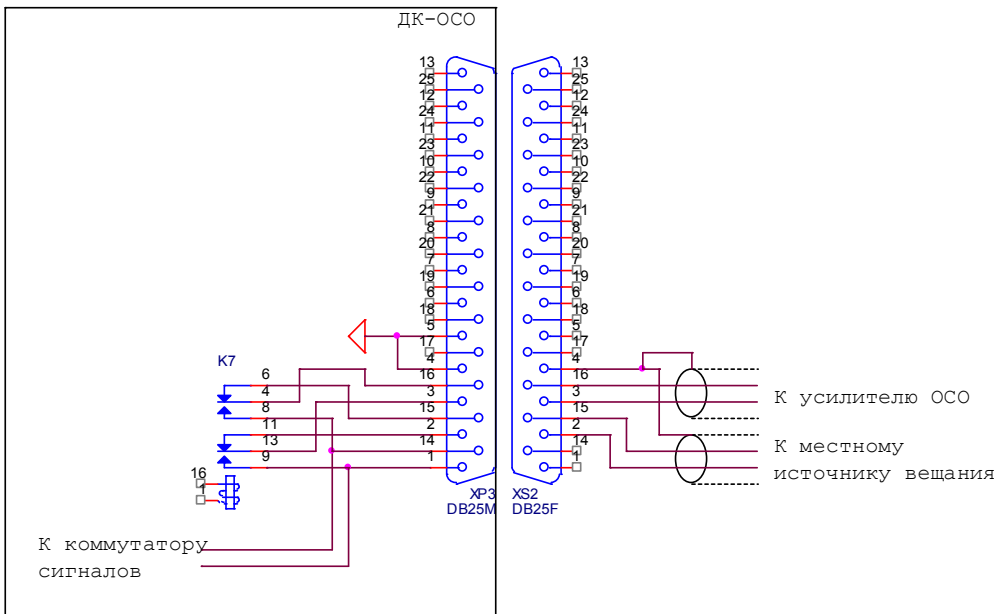 ДК-ОСО
13 13
25 25
12 12
24 24
11 11
23 23
10 10
22 22
9 9
21 21
8 8
20 20
7 7
19 19
6 6
18 18
5 5
17 17
4 4
K7
6 16 16
4 3 3
К усилителю ОСО
8 15 15
11 2 2
13 14 14
9 1 1
К местному
источнику вещания
16
1
XP3 XS2
DB25M DB25F
К коммутатору
сигналов